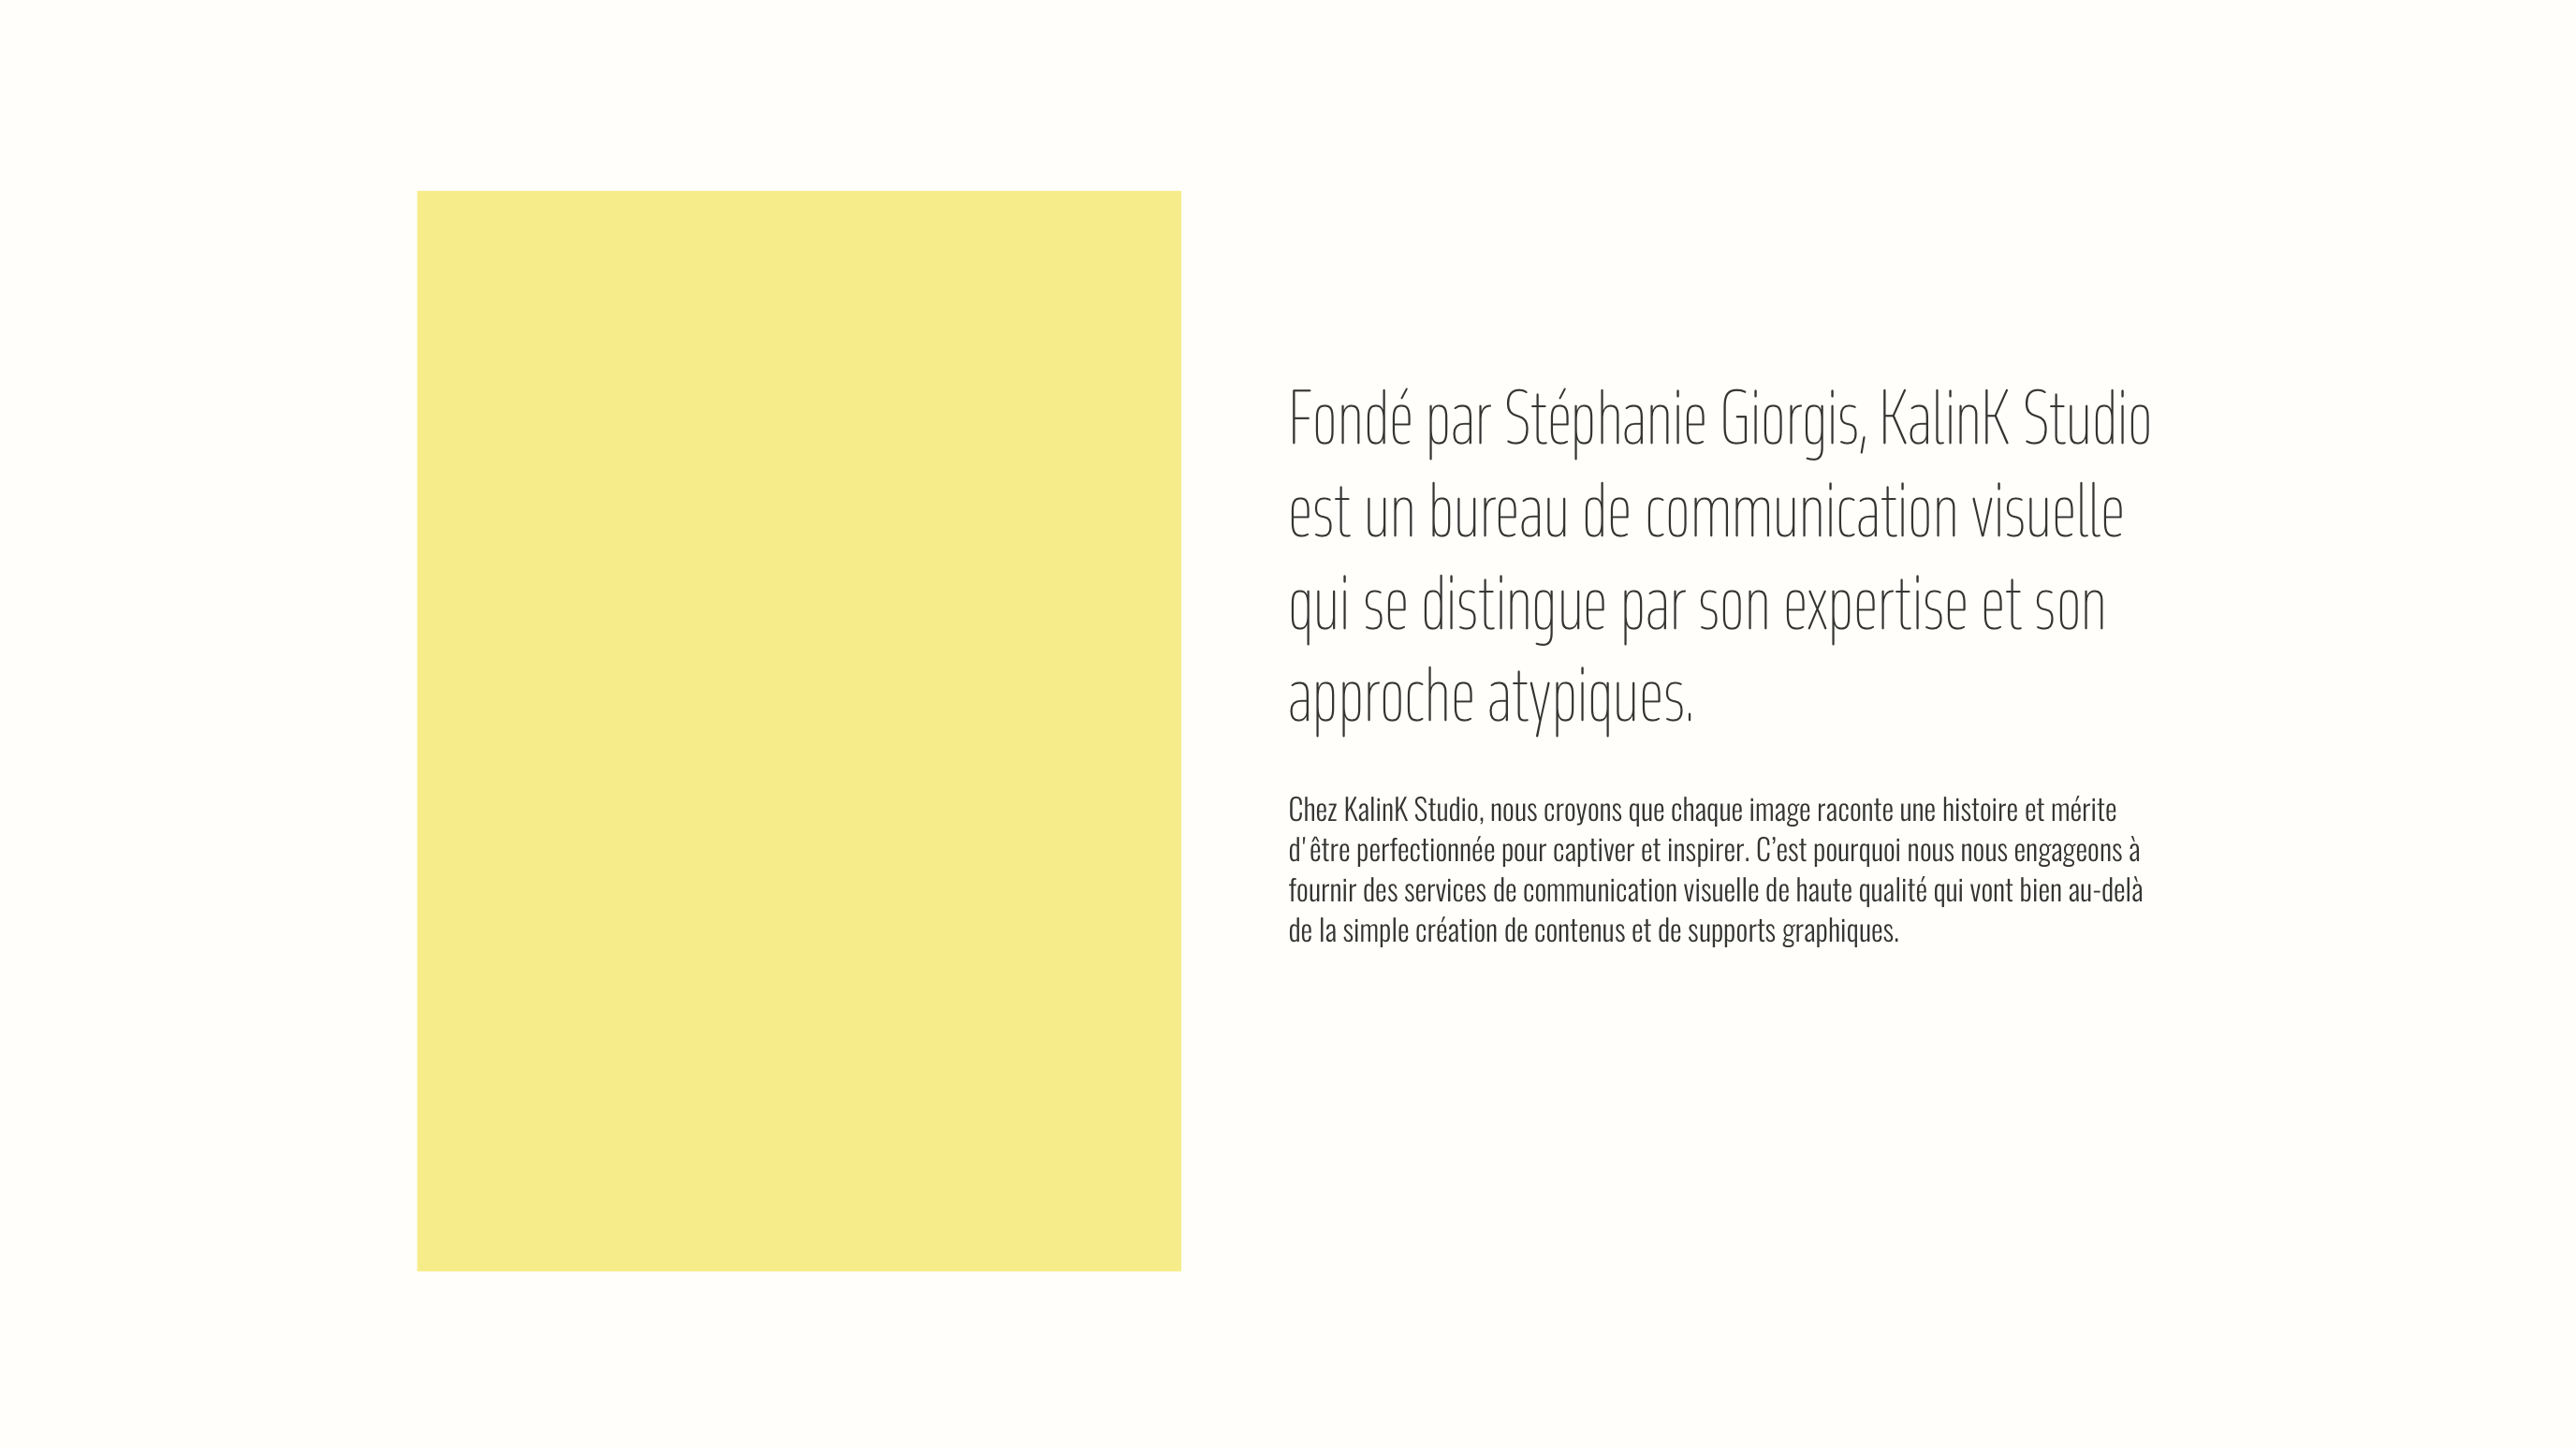 Fondé par Stéphanie Giorgis, KalinK Studio
est un bureau de communication visuelle
qui se distingue par son expertise et son
approche atypiques.
Chez KalinK Studio, nous croyons que chaque image raconte une histoire et mérite
d'être perfectionnée pour captiver et inspirer. C’est pourquoi nous nous engageons à
fournir des services de communication visuelle de haute qualité qui vont bien au-delà
de la simple création de contenus et de supports graphiques.